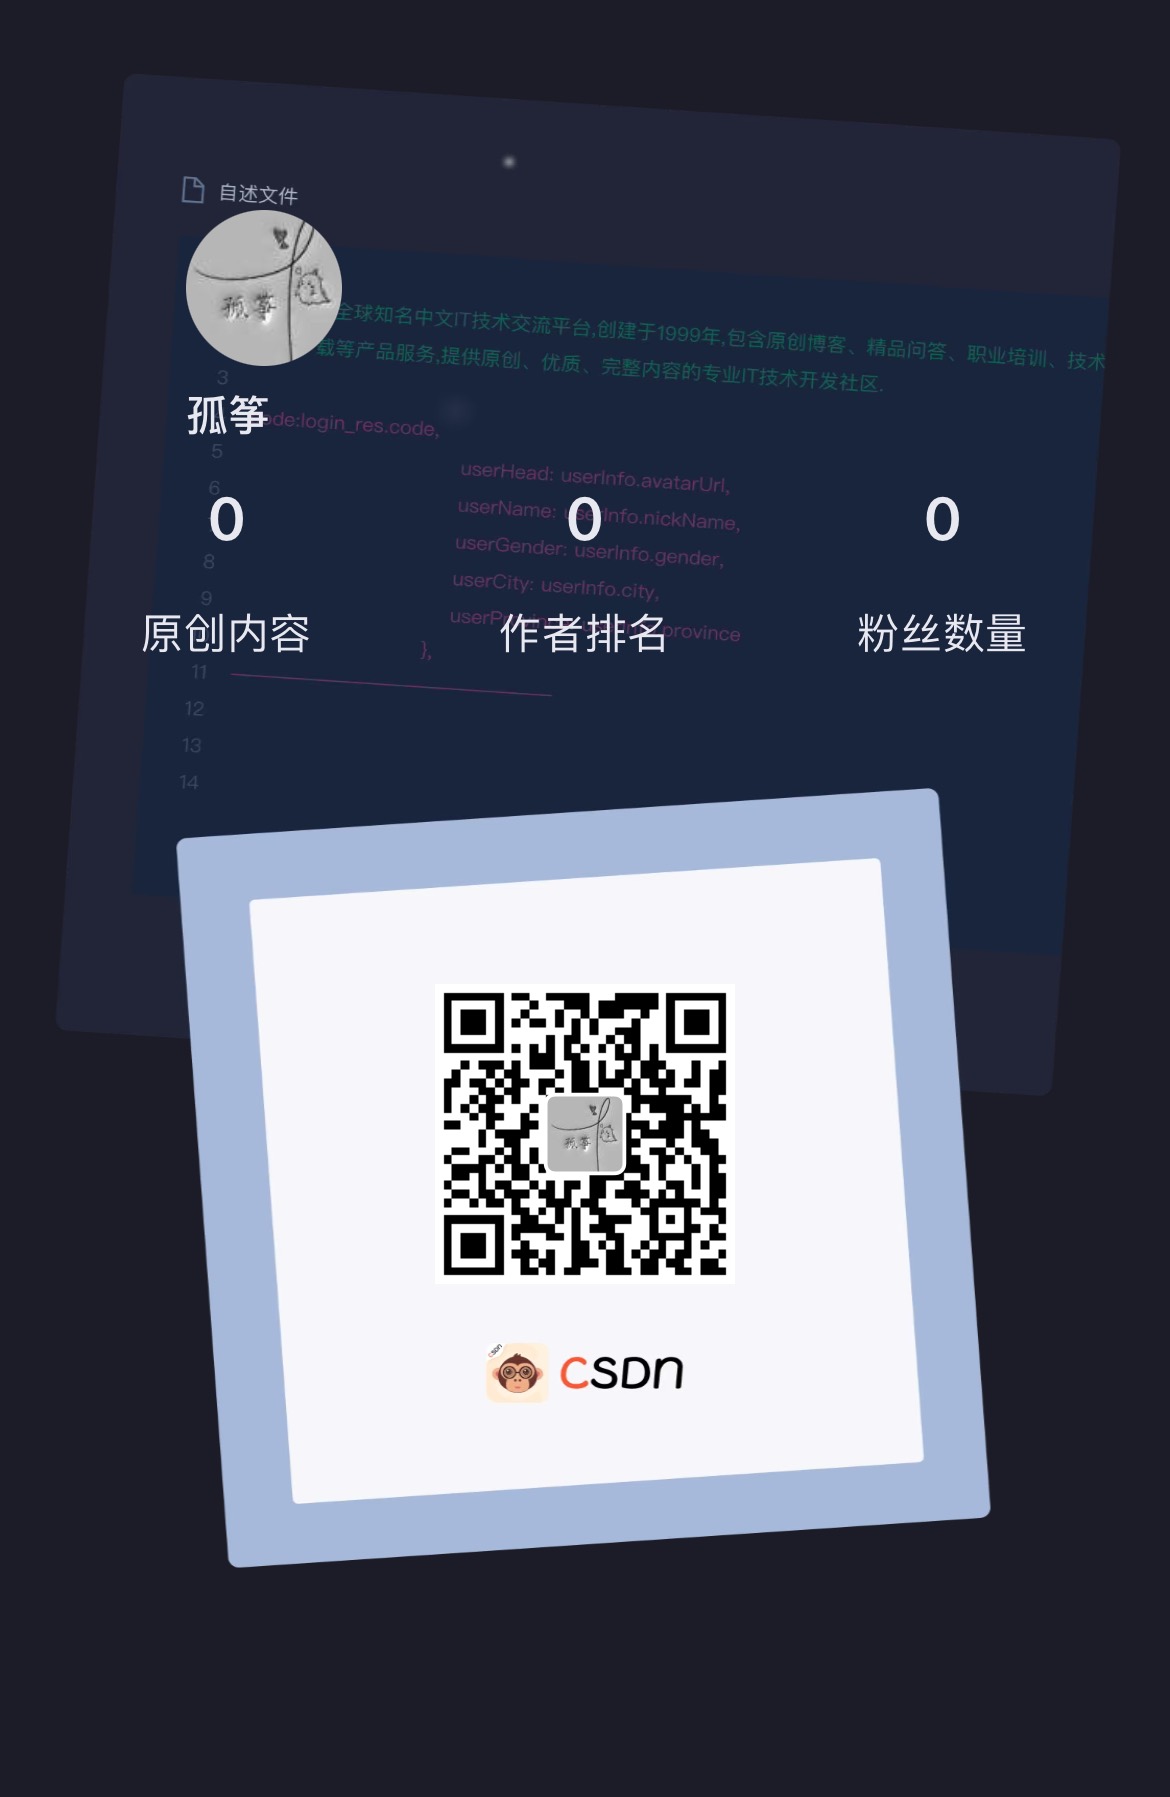 自述文件
孤筝
全球知名中文IT技术交流平台,创建于1999年,包含原创博客、精品问答、职业培训、技术
载等产品服务,提供原创、优质、完整内容的专业IT技术开发社区.
3
孤筝
ode:login_res.code,
5
userHead: userInfo.avatarUrl,
6
userName: userInfo.nickName,
0
0
0
userGender: userInfo.gender,
8
userCity: userInfo.city,
9
province
原创内容
作者排名
粉丝数量
},
11
12
13
14
孤筝
CSDN
CSDN